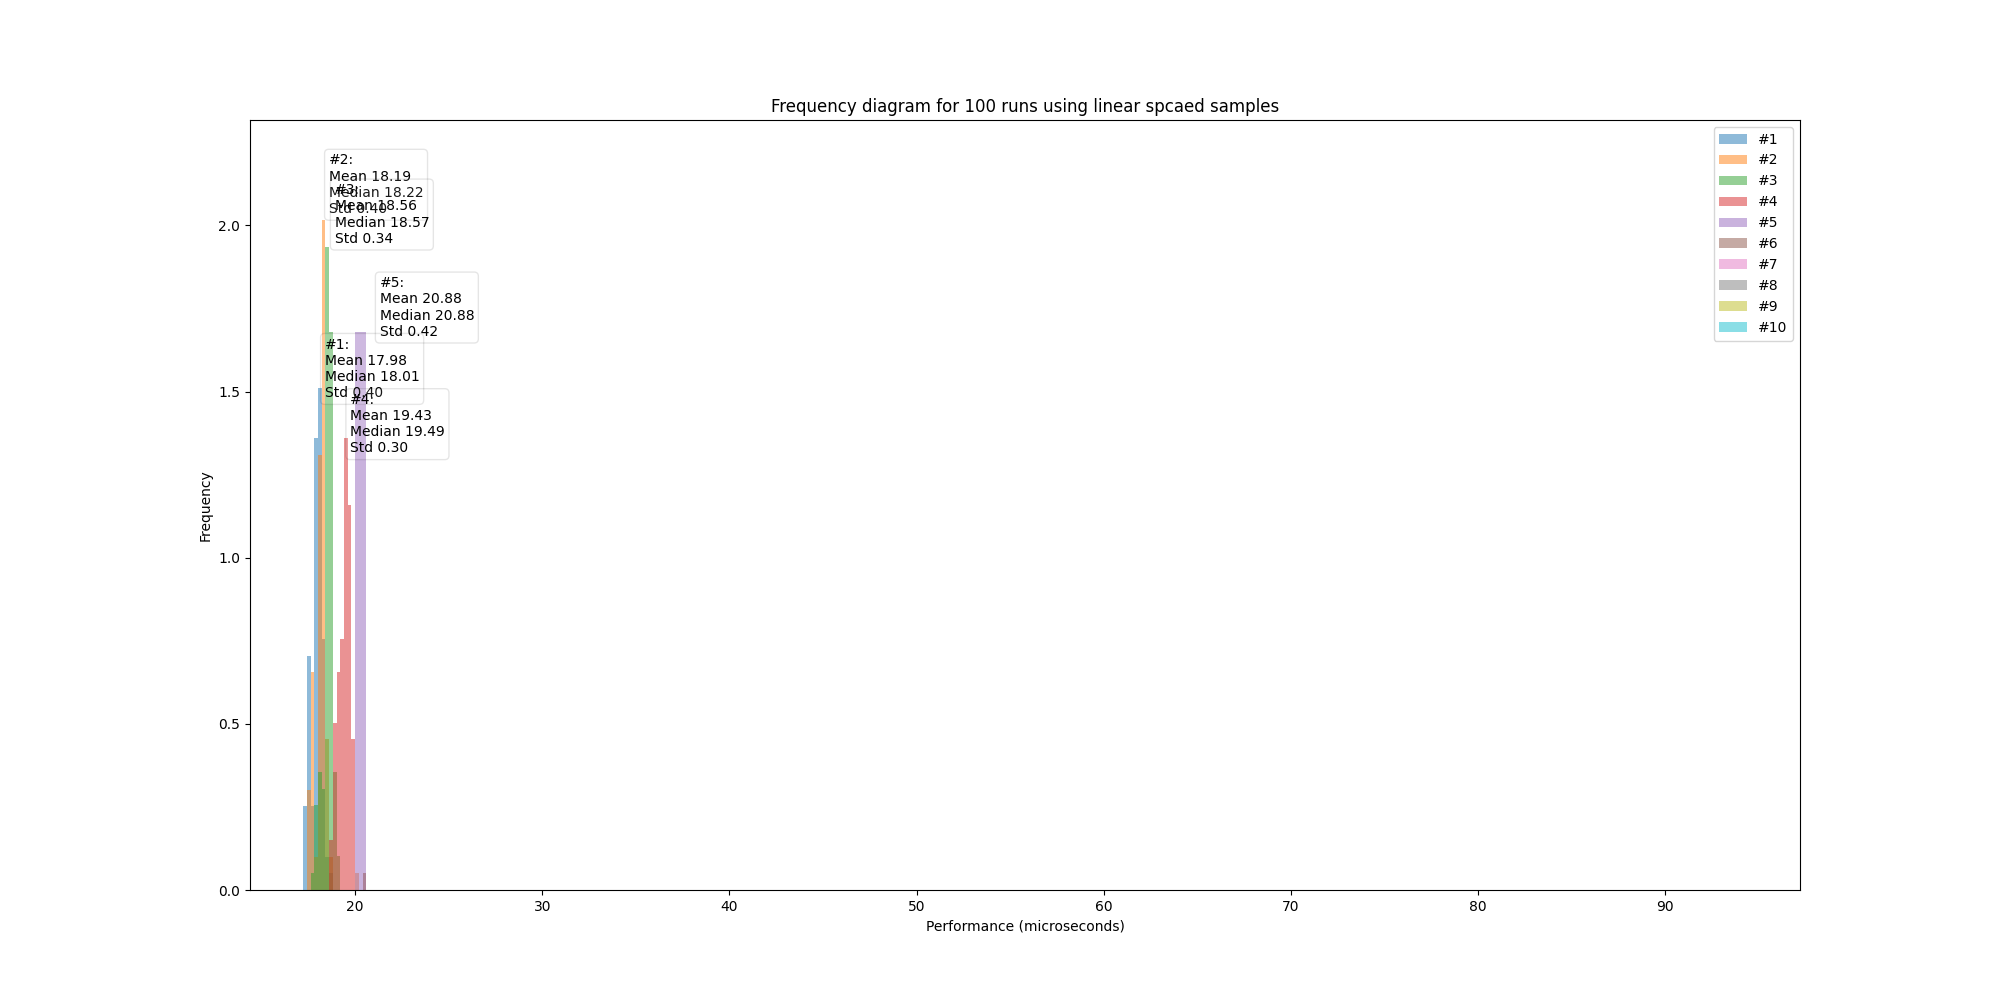 Frequency diagram for 100 runs using linear spcaed samples
#2:
Mean 18.19
Median 18.22
Std 0.40
#3:
Mean 18.56
Median 18.57
Std 0.34
#5:
Mean 20.88
Median 20.88
Std 0.42
#1:
Mean 17.98
Median 18.01
Std 0.40
#4:
Mean 19.43
Median 19.49
Std 0.30
#1
#2
#3
#4
#5
#6
#7
#8
#9
#10
Frequency
2.0
1.5
1.0
0.5
0.0
20 30 40 50 60 70 80 90
Performance (microseconds)